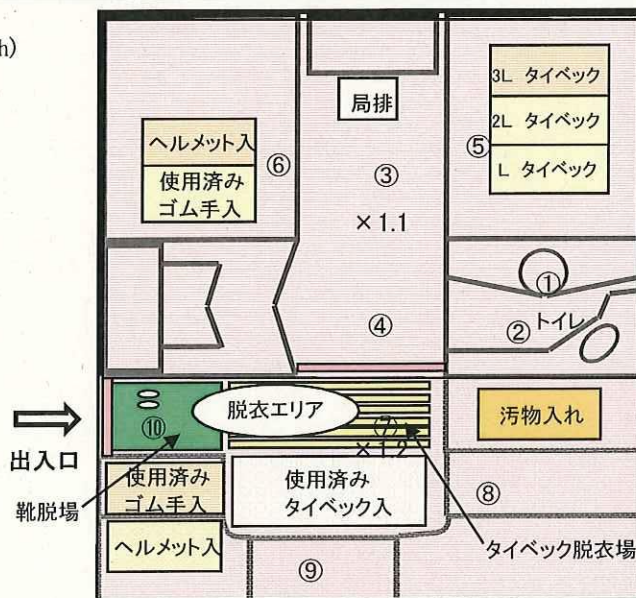 h)
局排
3L タイベック
2L タイベック
L タイベック
ヘルメット入
使用済み
ゴム手入
⑥
③
⑤
×1.1
①
④
②
トイレ
脱衣エリア
⑩
⑦
×1.2
汚物入れ
出入口
使用済み
ゴム手入
使用済み
タイベック入
靴脱場
⑧
ヘルメット入
タイベック脱衣場
⑨